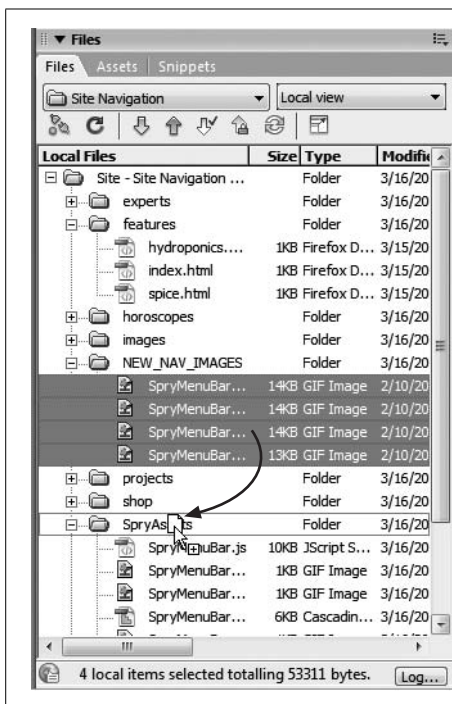 Files
Files Assets Snippets
Site Navigation Local view
Local Files Size Type Modifie
Site - Site Navigation ... Folder 3/16/20
experts Folder 3/16/20
features Folder 3/16/20
hydroponics.... 1KB Firefox D... 3/15/20
index.html 1KB Firefox D... 3/15/20
spice.html 1KB Firefox D... 3/15/20
horoscopes Folder 3/16/20
images Folder 3/16/20
NEW_NAV_IMAGES Folder 3/16/20
SpryMenuBar... 14KB GIF Image 2/10/20
SpryMenuBar... 14KB GIF Image 2/10/20
SpryMenuBar... 14KB GIF Image 2/10/20
SpryMenuBar... 13KB GIF Image 2/10/20
projects Folder 3/16/20
shop Folder 3/16/20
SpryAssets Folder 3/16/20
SpryMenuBar.js 10KB JScript S... 3/16/20
SpryMenuBar... 1KB GIF Image 3/16/20
SpryMenuBar... 1KB GIF Image 3/16/20
SpryMenuBar... 6KB Cascadin... 3/16/20
4 local items selected totalling 53311 bytes. Log...